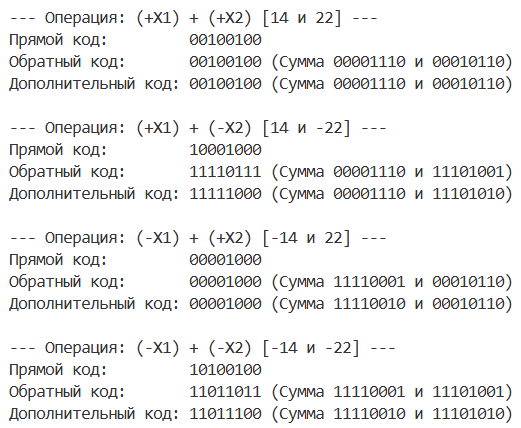 --- Операция: (+X1) + (+X2) [14 и 22] ---
Прямой код:         00100100
Обратный код:       00100100 (Сумма 00001110 и 00010110)
Дополнительный код: 00100100 (Сумма 00001110 и 00010110)

--- Операция: (+X1) + (-X2) [14 и -22] ---
Прямой код:         10001000
Обратный код:       11110111 (Сумма 00001110 и 11101001)
Дополнительный код: 11111000 (Сумма 00001110 и 11101010)

--- Операция: (-X1) + (+X2) [-14 и 22] ---
Прямой код:         00001000
Обратный код:       00001000 (Сумма 11110001 и 00010110)
Дополнительный код: 00001000 (Сумма 11110010 и 00010110)

--- Операция: (-X1) + (-X2) [-14 и -22] ---
Прямой код:         10100100
Обратный код:       11011011 (Сумма 11110001 и 11101001)
Дополнительный код: 11011100 (Сумма 11110010 и 11101010)